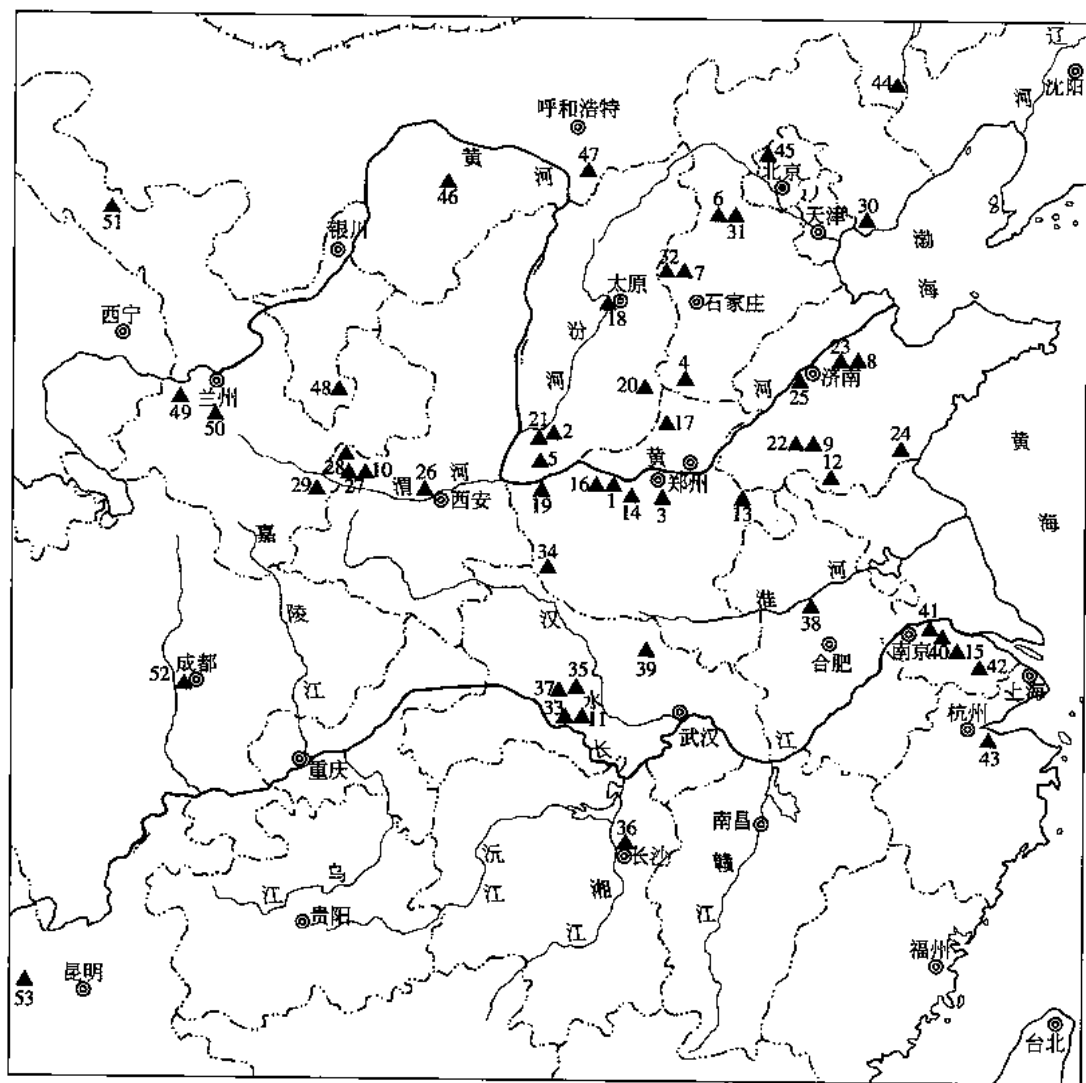 辽
沈阳
44
河
呼和浩特
黄
河
47
45
北京
46
51
6
31
天津
30
渤
海
银川
32
7
太原
石家庄
18
西宁
汾
河
兰州
48
49
50
4
20
17
河
济南
23
8
25
21
2
22
9
24
黄
海
5
28
10
29
27
26
渭
河
西安
黄
郑州
16
1
14
3
19
13
12
嘉
陵
江
34
汉
水
淮
河
38
合肥
39
41
南京
40
15
42
上海
52
成都
37
35
33
11
杭州
43
长
武汉
江
重庆
南昌
36
长沙
沅
江
湘
江
赣
江
乌
江
贵阳
福州
昆明
53
台北